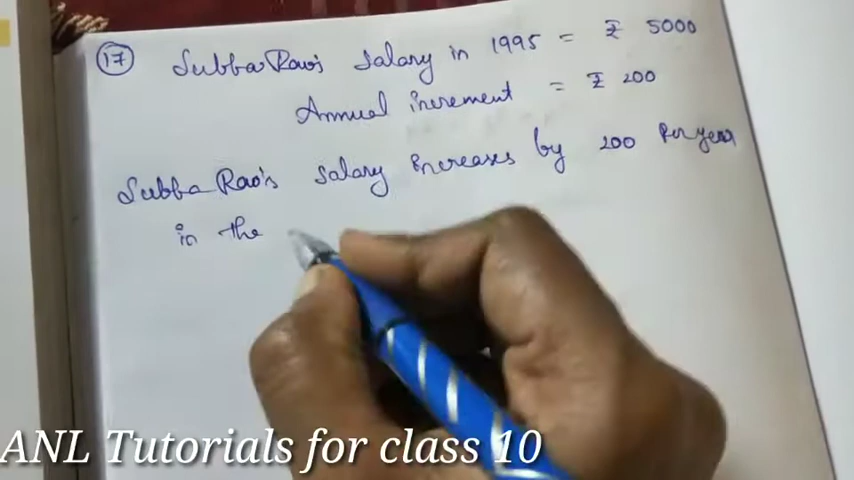 17 Subba Rao's Salary in 1995 = ₹ 5000
Annual increment = ₹ 200
Subba Rao's salary increases by 200 Per year
in the
ANL Tutorials for class 10